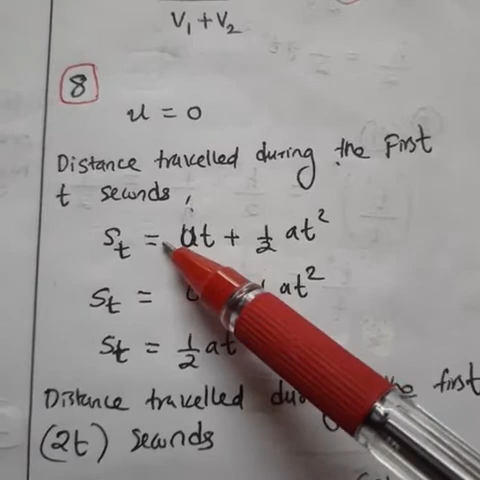 V₁ + V₂
8
u = 0
Distance travelled during the First
t seconds,
Sₜ = ut + ½ at²
Sₜ = at²
Sₜ = ½ at
Distance travelled the first
(2t) seconds